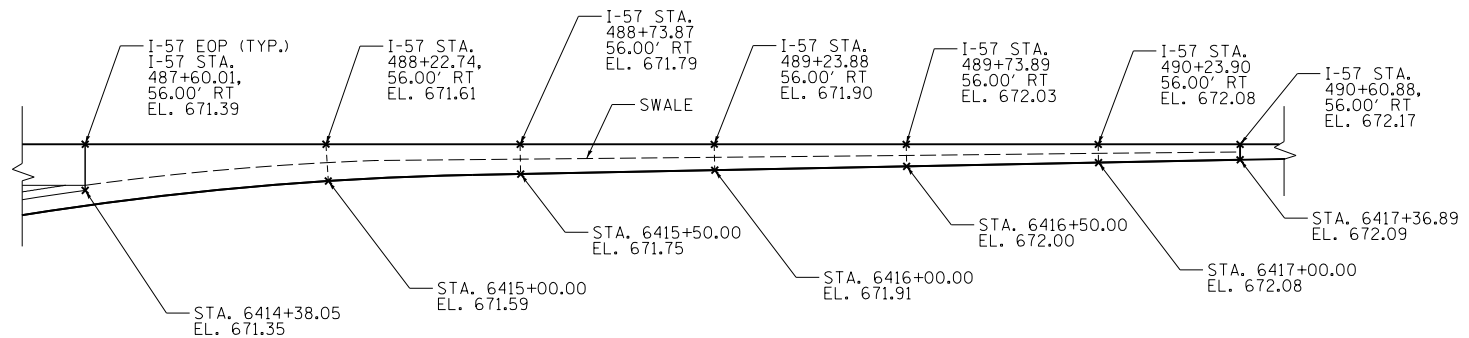 I-57 EOP (TYP.)
I-57 STA.
487+60.01,
56.00' RT
EL. 671.39
I-57 STA.
488+22.74,
56.00' RT
EL. 671.61
I-57 STA.
488+73.87
56.00' RT
EL. 671.79
SWALE
I-57 STA.
489+23.88
56.00' RT
EL. 671.90
I-57 STA.
489+73.89
56.00' RT
EL. 672.03
I-57 STA.
490+23.90
56.00' RT
EL. 672.08
I-57 STA.
490+60.88,
56.00' RT
EL. 672.17
STA. 6414+38.05
EL. 671.35
STA. 6415+00.00
EL. 671.59
STA. 6415+50.00
EL. 671.75
STA. 6416+00.00
EL. 671.91
STA. 6416+50.00
EL. 672.00
STA. 6417+00.00
EL. 672.08
STA. 6417+36.89
EL. 672.09